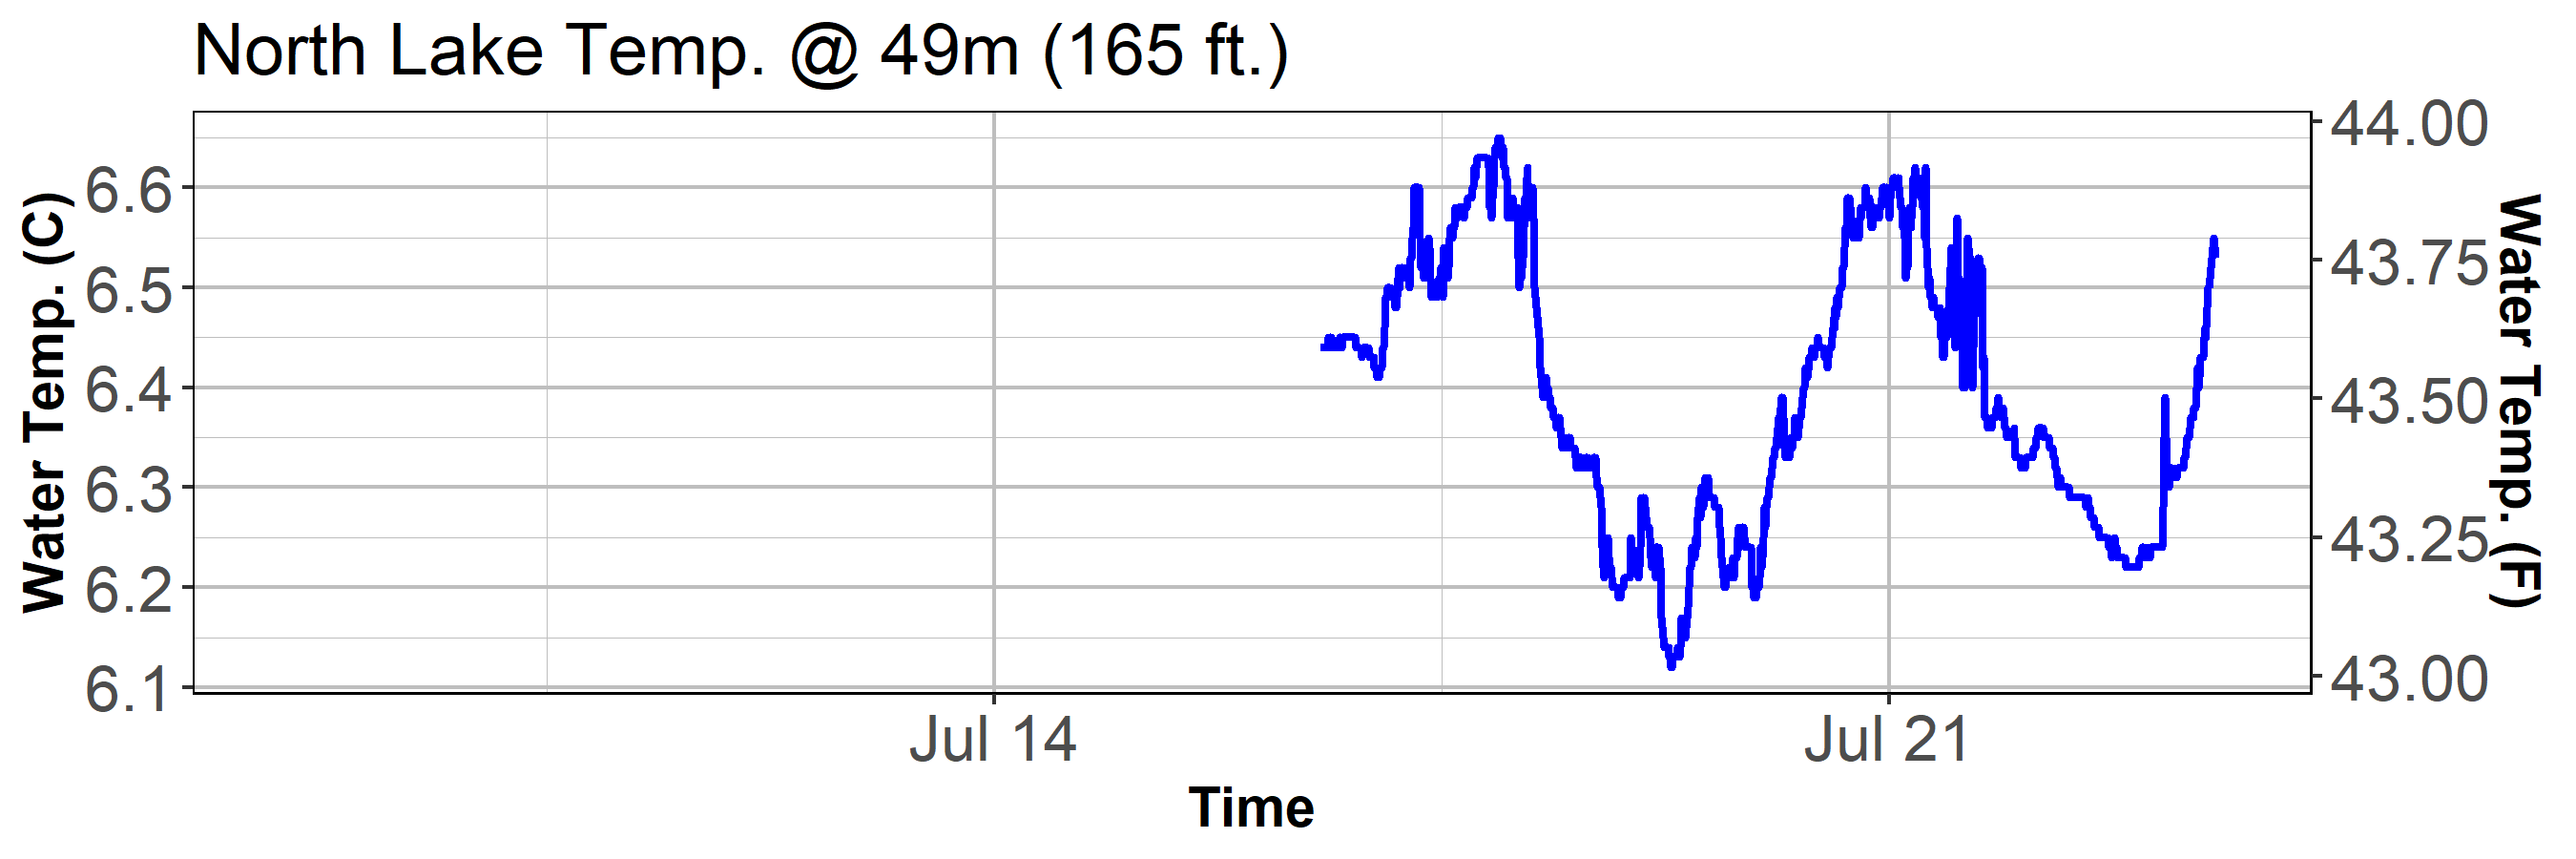 North Lake Temp. @ 49m (165 ft.)
Water Temp. (C)
6.6
6.5
6.4
6.3
6.2
6.1
44.00
43.75
43.50
43.25
43.00
Water Temp. (F)
Jul 14
Jul 21
Time